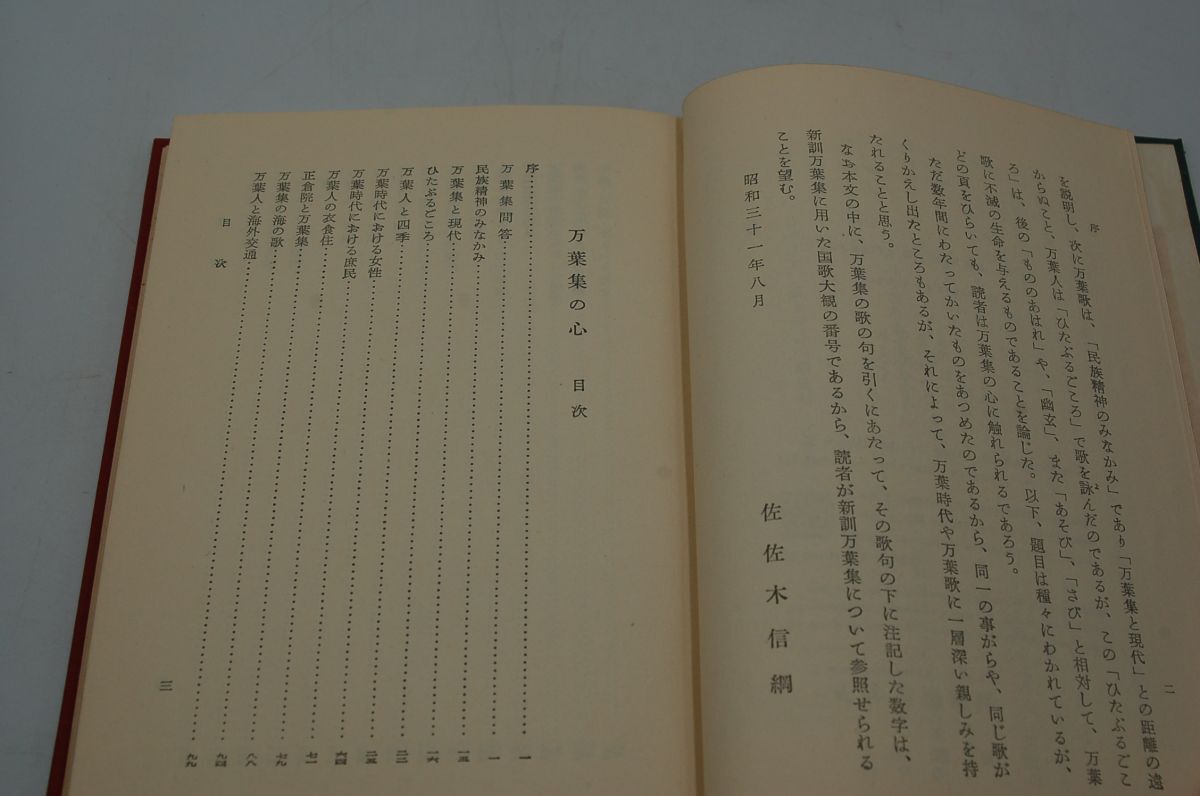 序
を説明し、次に万葉歌は、「民族精神のみなかみ」であり「万葉集と現代」との距離の遠
からぬこと、万葉人は「ひたぶるごころ」で歌を詠んだのであるが、この「ひたぶるごこ
ろ」は、後の「もののあはれ」や、「幽玄」、また「あそび」、「さび」と相対して、万葉
歌に不滅の生命を与えるものであることを論じた。以下、題目は種々にわかれているが、
どの頁をひらいても、読者は万葉集の心に触れられるであろう。
ただ数年間にわたってかいたものをあつめたのであるから、同一の事がらや、同じ歌が
くりかえし出たところもあるが、それによって、万葉時代や万葉歌に一層深い親しみを持
たれることと思う。
なお本文の中に、万葉集の歌の句を引くにあたって、その歌句の下に注記した数字は、
新訓万葉集に用いた国歌大観の番号であるから、読者が新訓万葉集について参照せられる
ことを望む。
昭和三十一年八月
佐佐木信綱
二
万葉集の心 目次
序 一
万葉集問答 一
民族精神のみなかみ
万葉集と現代
ひたぶるごころ
万葉人と四季
万葉時代における女性
万葉時代における庶民 七一
万葉人の衣食住 七九
正倉院と万葉集 八八
万葉集の海の歌 九四
万葉人と海外交通 九九
目次
三